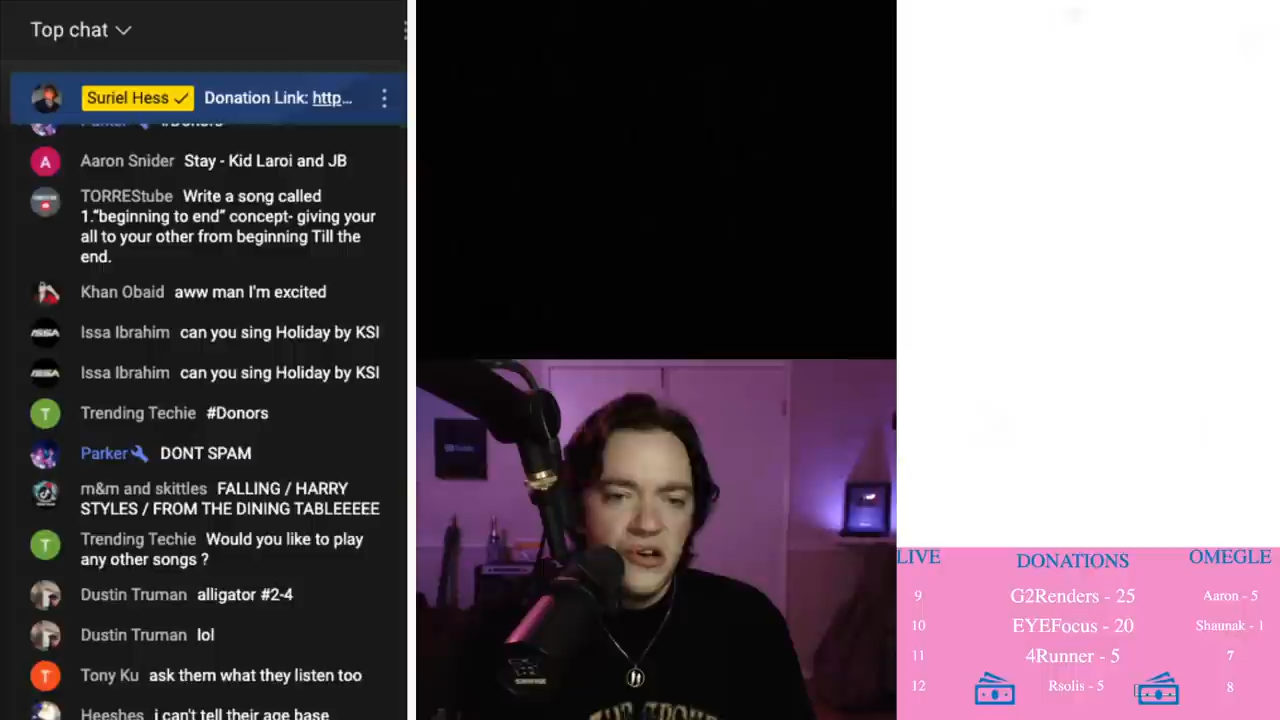 Top chat
Suriel Hess Donation Link: http...
Parker #Donors
Aaron Snider Stay - Kid Laroi and JB
TORREStube Write a song called
1."beginning to end" concept- giving your
all to your other from beginning Till the
end.
Khan Obaid aww man I'm excited
Issa Ibrahim can you sing Holiday by KSI
Issa Ibrahim can you sing Holiday by KSI
Trending Techie #Donors
Parker DONT SPAM
m&m and skittles FALLING / HARRY
STYLES / FROM THE DINING TABLEEEEE
Trending Techie Would you like to play
any other songs ?
Dustin Truman alligator #2-4
Dustin Truman lol
Tony Ku ask them what they listen too
Heeshes i can't tell their age base
LIVE DONATIONS OMEGLE
9 G2Renders - 25 Aaron - 5
10 EYEFocus - 20 Shaunak - 1
11 4Runner - 5 7
12 Rsolis - 5 8